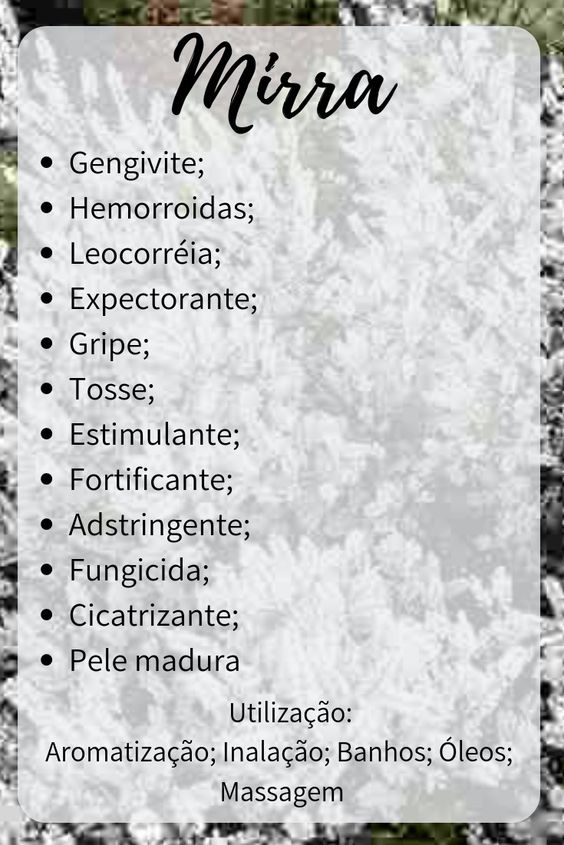 Mirra
• Gengivite;
• Hemorroidas;
• Leocorréia;
• Expectorante;
• Gripe;
• Tosse;
• Estimulante;
• Fortificante;
• Adstringente;
• Fungicida;
• Cicatrizante;
• Pele madura
Utilização:
Aromatização; Inalação; Banhos; Óleos;
Massagem